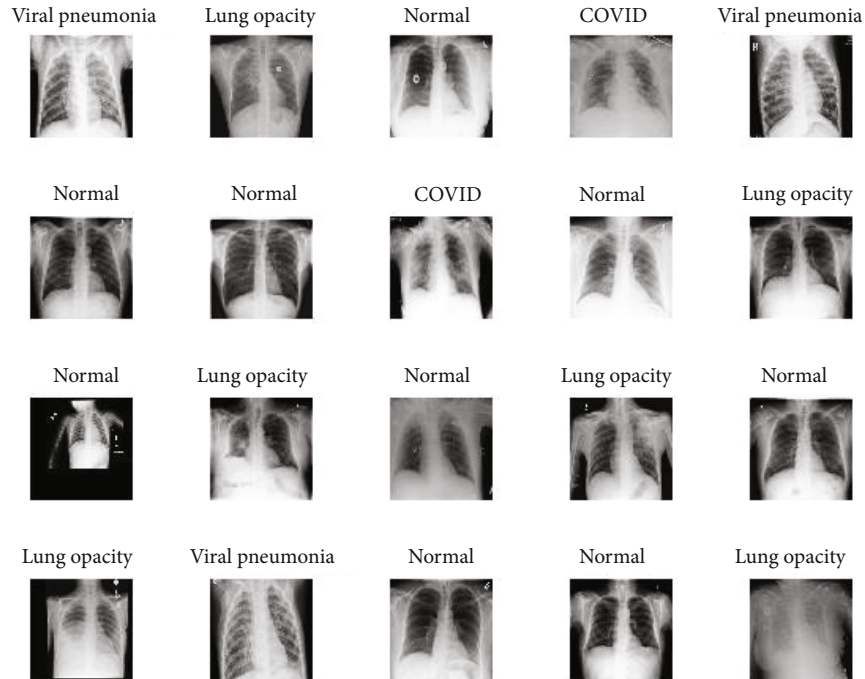 Viral pneumonia Lung opacity Normal COVID Viral pneumonia
Normal Normal COVID Normal Lung opacity
Normal Lung opacity Normal Lung opacity Normal
Lung opacity Viral pneumonia Normal Normal Lung opacity